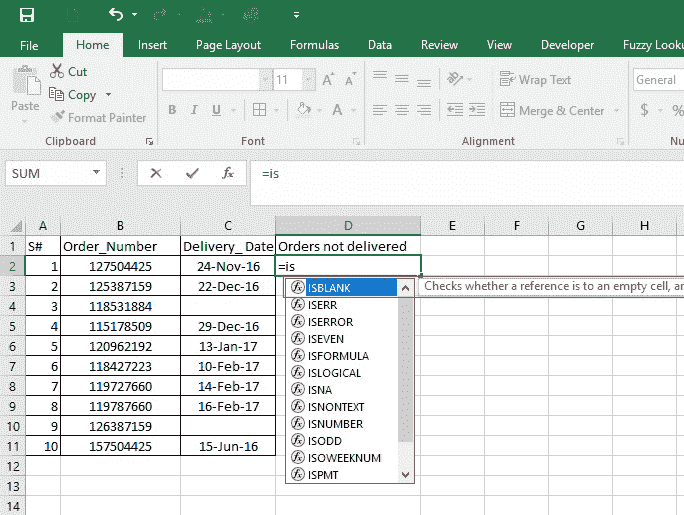 File Home Insert Page Layout Formulas Data Review View Developer Fuzzy Looku
Cut
Copy
Paste
Format Painter
11
Wrap Text
Merge & Center
General
B I U A $ %
Clipboard Font Alignment Nu
SUM fx =is
A B C D E F G H
1 S# Order_Number Delivery_ Date Orders not delivered
2 1 127504425 24-Nov-16 =is
3 2 125387159 22-Dec-16
4 3 118531884
5 4 115178509 29-Dec-16
6 5 120962192 13-Jan-17
7 6 118427223 10-Feb-17
8 7 119727660 14-Feb-17
9 8 119787660 16-Feb-17
10 9 126387159
11 10 157504425 15-Jun-16
12
13
14
ISBLANK Checks whether a reference is to an empty cell, an
ISERR
ISERROR
ISEVEN
ISFORMULA
ISLOGICAL
ISNA
ISNONTEXT
ISNUMBER
ISODD
ISOWEEKNUM
ISPMT